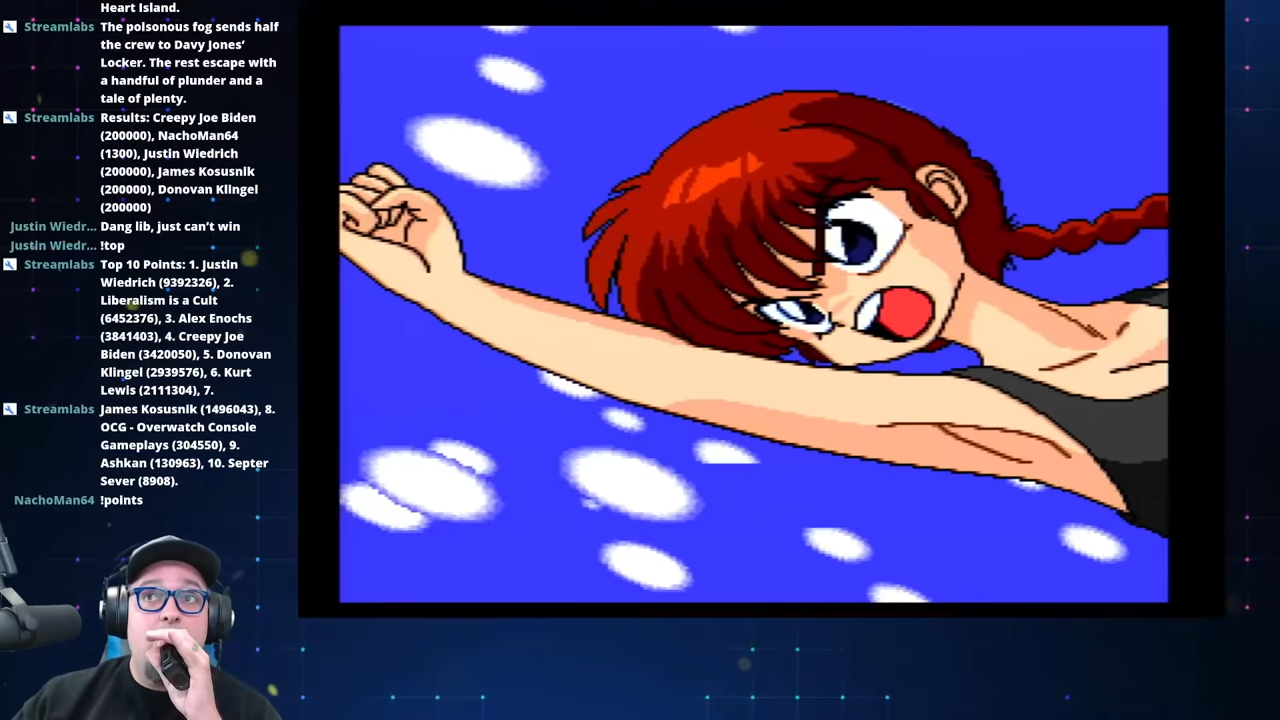 Heart Island.
Streamlabs The poisonous fog sends half
the crew to Davy Jones’
Locker. The rest escape with
a handful of plunder and a
tale of plenty.
Streamlabs Results: Creepy Joe Biden
(200000), NachoMan64
(1300), Justin Wiedrich
(200000), James Kosusnik
(200000), Donovan Klingel
(200000)
Justin Wiedr... Dang lib, just can’t win
Justin Wiedr... !top
Streamlabs Top 10 Points: 1. Justin
Wiedrich (9392326), 2.
Liberalism is a Cult
(6452376), 3. Alex Enochs
(3841403), 4. Creepy Joe
Biden (3420050), 5. Donovan
Klingel (2939576), 6. Kurt
Lewis (2111304), 7.
Streamlabs James Kosusnik (1496043), 8.
OCG - Overwatch Console
Gameplays (304550), 9.
Ashkan (130963), 10. Septer
Sever (8908).
NachoMan64 !points